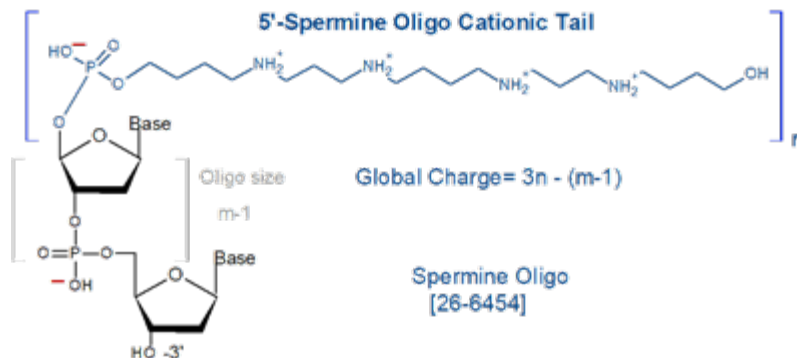 5'-Spermine Oligo Cationic Tail
HO
O
P
O
NH2+
NH2+
NH2+
NH2+
OH
O
Base
O
n
Oligo size
m-1
Global Charge= 3n - (m-1)
O
O=P-O
OH
Base
O
Spermine Oligo
[26-6454]
HO -3'